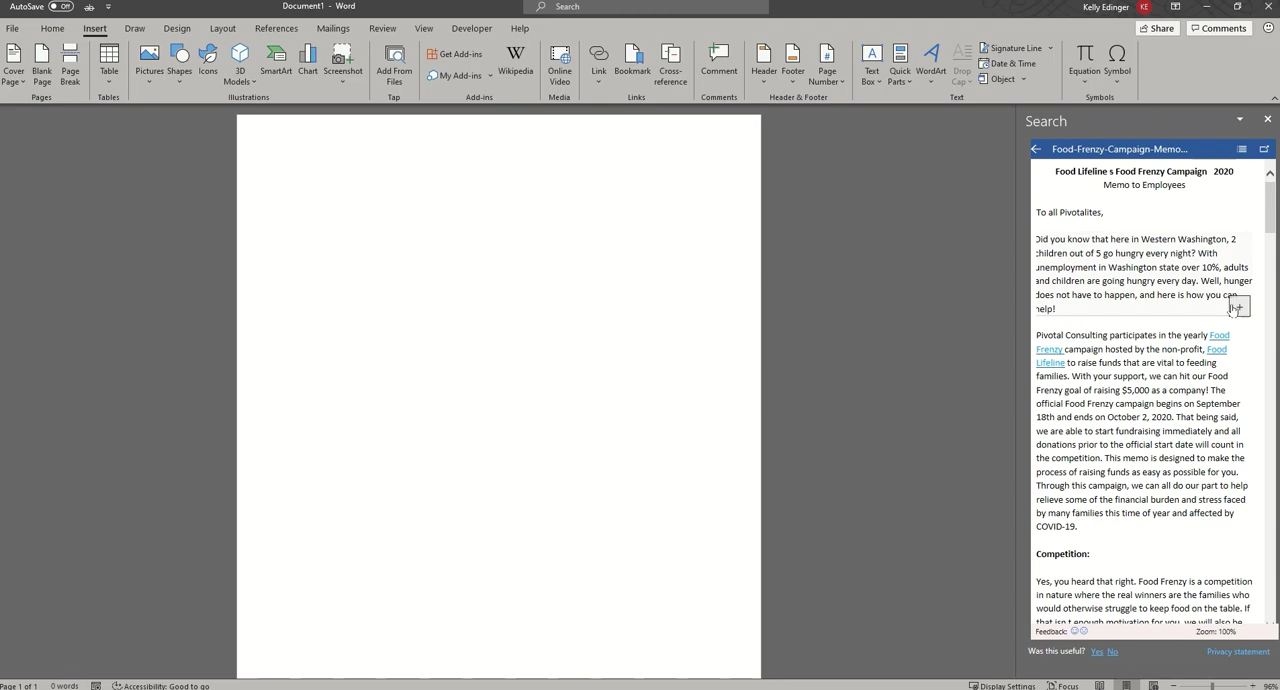 AutoSave Off Document1 - Word Search Kelly Edinger KE
File Home Insert Draw Design Layout References Mailings Review View Developer Help Share Comments
Cover Page Blank Page Page Break Table Pictures Shapes Icons 3D Models SmartArt Chart Screenshot Add From Files Get Add-ins My Add-ins Wikipedia Online Video Link Bookmark Cross-reference Comment Header Footer Page Number Text Box Quick Parts WordArt Drop Cap Signature Line Date & Time Object Equation Symbol
Pages Tables Illustrations Tap Add-ins Media Links Comments Header & Footer Text Symbols
Search
Food-Frenzy-Campaign-Memo...
Food Lifeline s Food Frenzy Campaign 2020
Memo to Employees
To all Pivotalites,
Did you know that here in Western Washington, 2
children out of 5 go hungry every night? With
unemployment in Washington state over 10%, adults
and children are going hungry every day. Well, hunger
does not have to happen, and here is how you can
help!
Pivotal Consulting participates in the yearly Food
Frenzy campaign hosted by the non-profit, Food
Lifeline to raise funds that are vital to feeding
families. With your support, we can hit our Food
Frenzy goal of raising $5,000 as a company! The
official Food Frenzy campaign begins on September
18th and ends on October 2, 2020. That being said,
we are able to start fundraising immediately and all
donations prior to the official start date will count in
the competition. This memo is designed to make the
process of raising funds as easy as possible for you.
Through this campaign, we can all do our part to help
relieve some of the financial burden and stress faced
by many families this time of year and affected by
COVID-19.
Competition:
Yes, you heard that right. Food Frenzy is a competition
in nature where the real winners are the families who
would otherwise struggle to keep food on the table. If
that isn t enough motivation for you, we will also be
Feedback: Zoom: 100%
Was this useful? Yes No Privacy statement
Page 1 of 1 0 words Accessibility: Good to go Display Settings Focus 96%